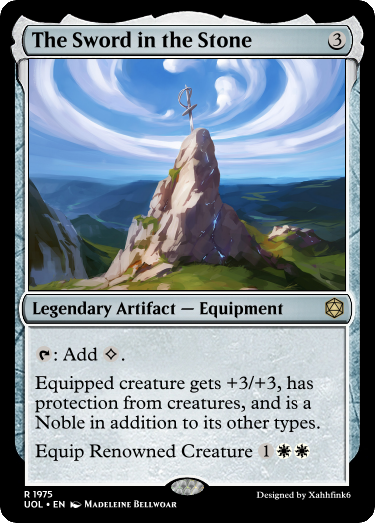 The Sword in the Stone 3
Legendary Artifact — Equipment
: Add .
Equipped creature gets +3/+3, has
protection from creatures, and is a
Noble in addition to its other types.
Equip Renowned Creature 1
R 1975
UOL • EN Madeleine Bellwoar
Designed by Xahhfink6